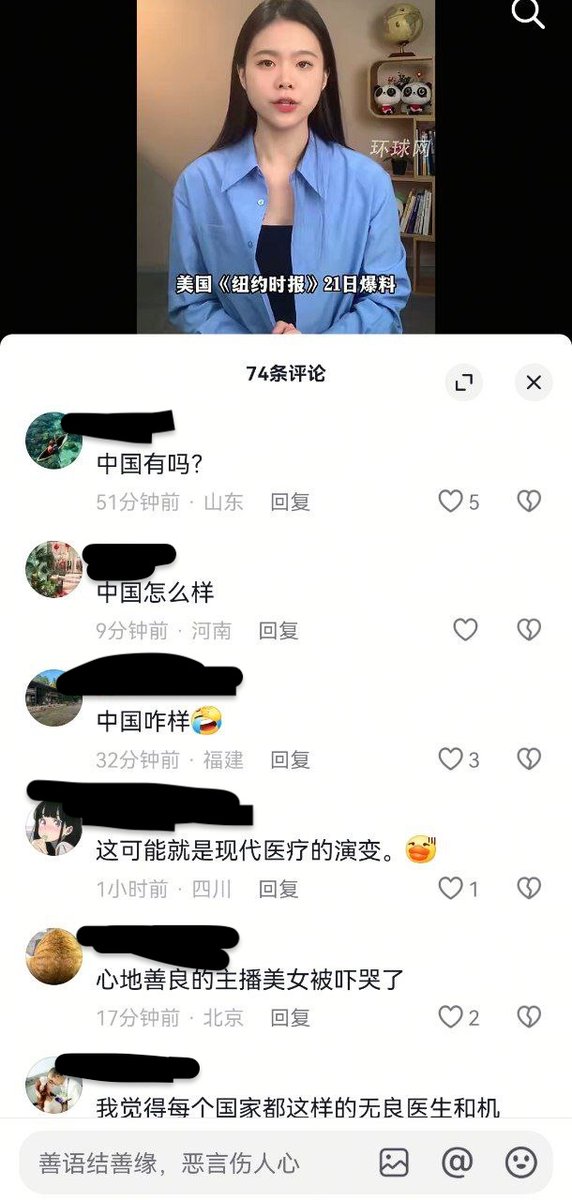 环球网
美国《纽约时报》21日爆料
74条评论
中国有吗?
51分钟前 · 山东 回复 5
中国怎么样
9分钟前 · 河南 回复
中国咋样
32分钟前 · 福建 回复 3
这可能就是现代医疗的演变。
1小时前 · 四川 回复 1
心地善良的主播美女被吓哭了
17分钟前 · 北京 回复 2
我觉得每个国家都这样的无良医生和机
善语结善缘，恶言伤人心